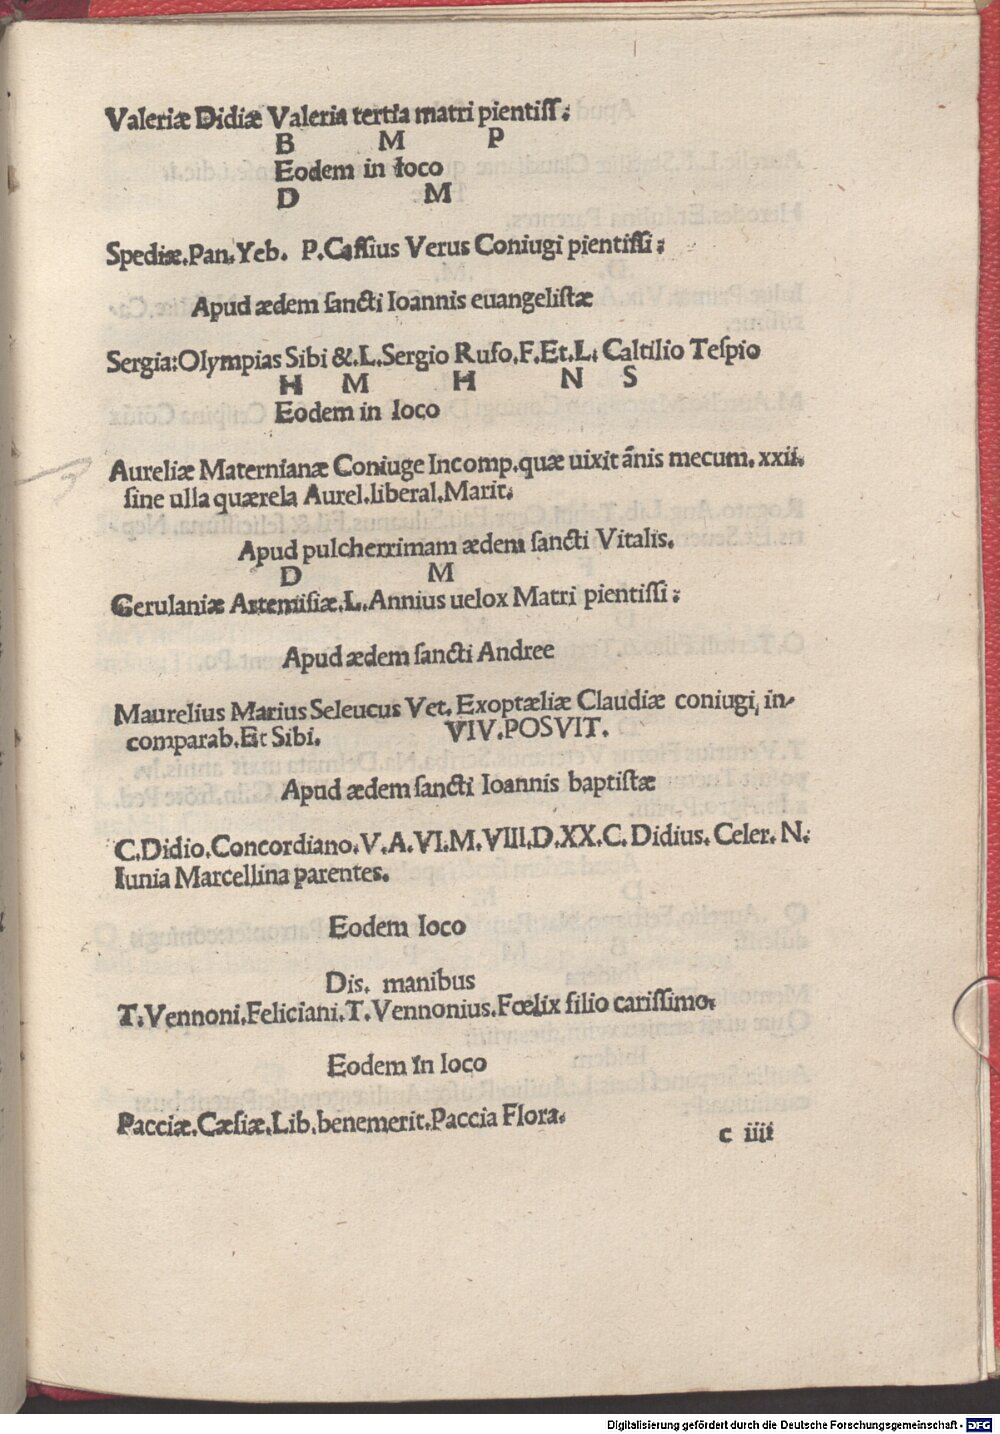 Valeriæ Didiæ Valeria tertia matri pientiss:
B M P
Eodem in loco
D M
Spediæ.Pan.Yeb. P.Cassius Verus Coniugi pientissi:
Apud ædem sancti Ioannis euangelistæ
Sergia:Olympias Sibi &.L.Sergio Rufo.F.Et.L. Caltilio Tespio
H M H N S
Eodem in loco
Aureliæ Maternianæ Coniuge Incomp.quæ uixit ãnis mecum.xxii.
sine ulla quærela Aurel.liberal.Marit.
Apud pulcherrimam ædem sancti Vitalis.
D M
Gerulaniæ Artemisiæ.L.Annius uelox Matri pientissi:
Apud ædem sancti Andree
Maurelius Marius Seleucus Vet. Exoptæliæ Claudiæ coniugi, in-
comparab.Et Sibi. VIV.POSVIT.
Apud ædem sancti Ioannis baptistæ
C.Didio.Concordiano.V.A.VI.M.VIII.D.XX.C.Didius.Celer.N.
Iunia Marcellina parentes.
Eodem loco
Dis. manibus
T.Vennoni.Feliciani.T.Vennonius.Fœlix filio carissimo.
Eodem in loco
Pacciæ.Cæsiæ.Lib.benemerit.Paccia Flora.
c iiii
Digitalisierung gefördert durch die Deutsche Forschungsgemeinschaft - DFG